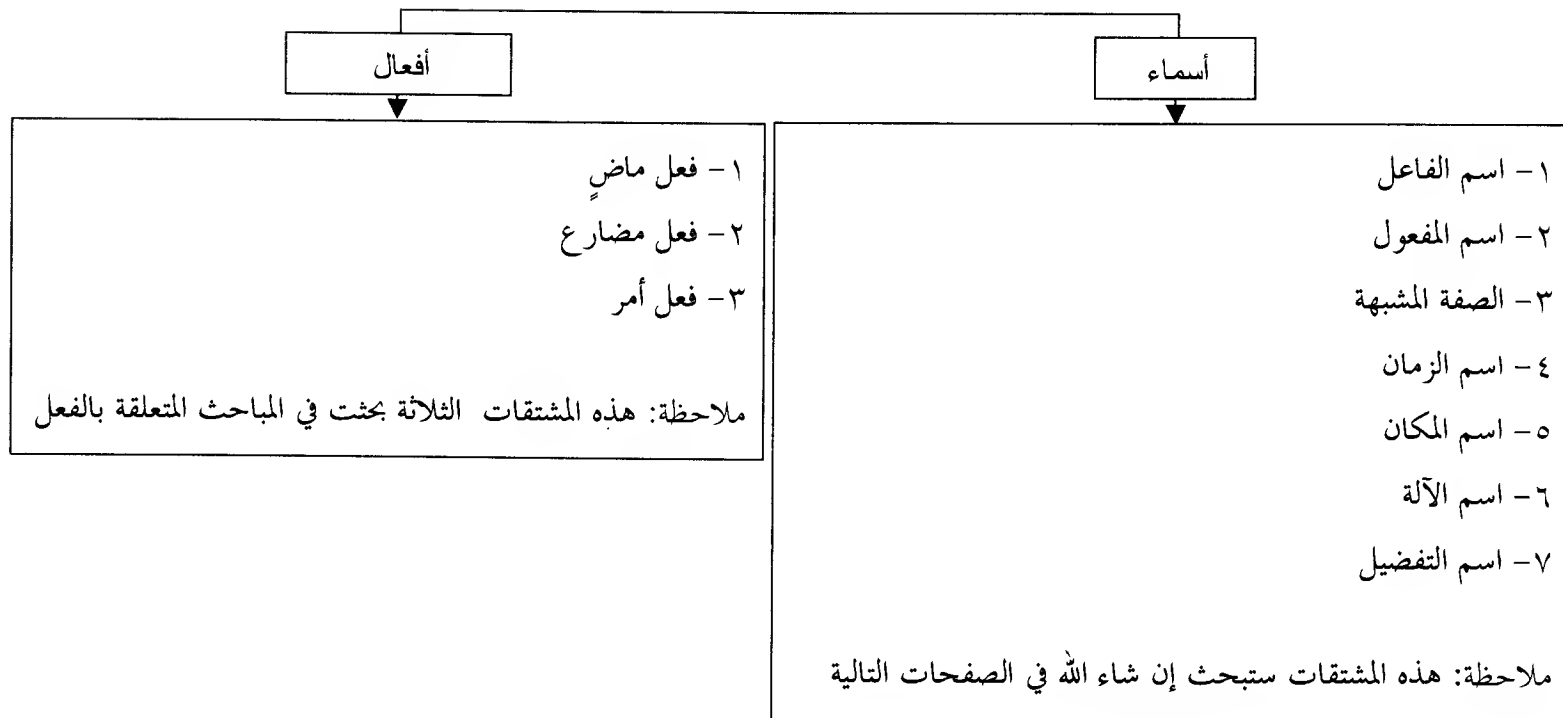 أسماء
١- اسم الفاعل
٢- اسم المفعول
٣- الصفة المشبهة
٤- اسم الزمان
٥- اسم المكان
٦- اسم الآلة
٧- اسم التفضيل
ملاحظة: هذه المشتقات ستبحث إن شاء الله في الصفحات التالية
أفعال
١- فعل ماضٍ
٢- فعل مضارع
٣- فعل أمر
ملاحظة: هذه المشتقات الثلاثة بحثت في المباحث المتعلقة بالفعل